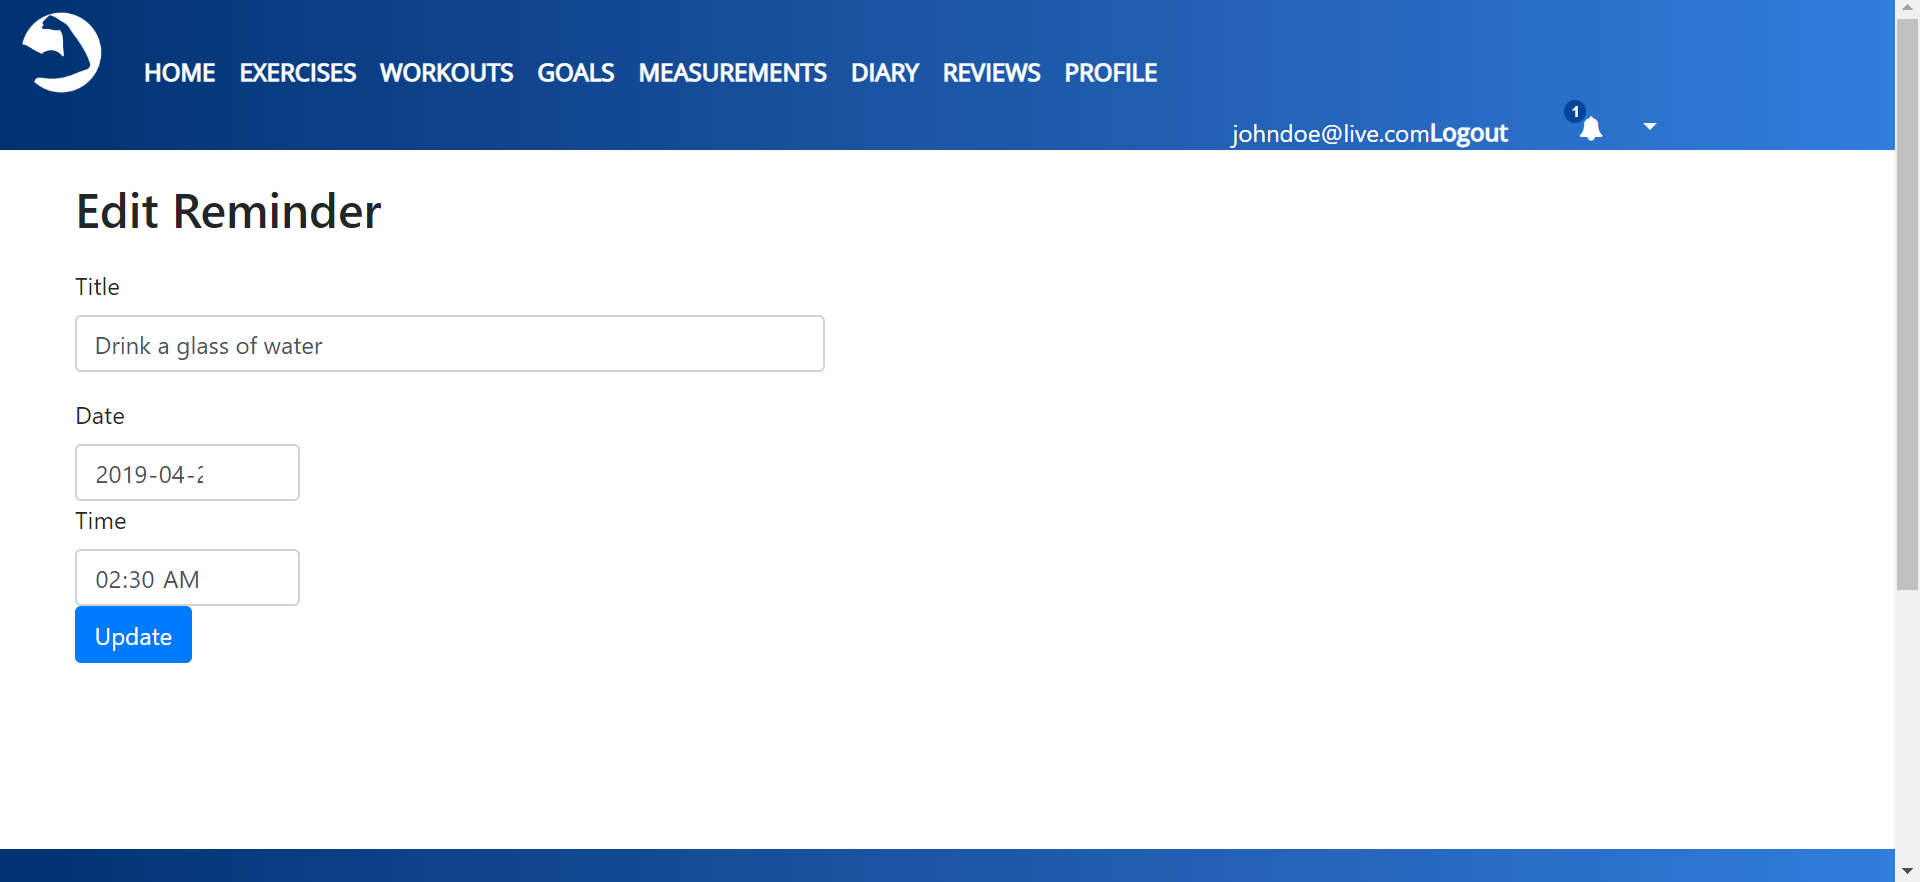 HOME EXERCISES WORKOUTS GOALS MEASUREMENTS DIARY REVIEWS PROFILE
johndoe@live.comLogout 1
Edit Reminder
Title
Drink a glass of water
Date
2019-04-2
Time
02:30 AM
Update